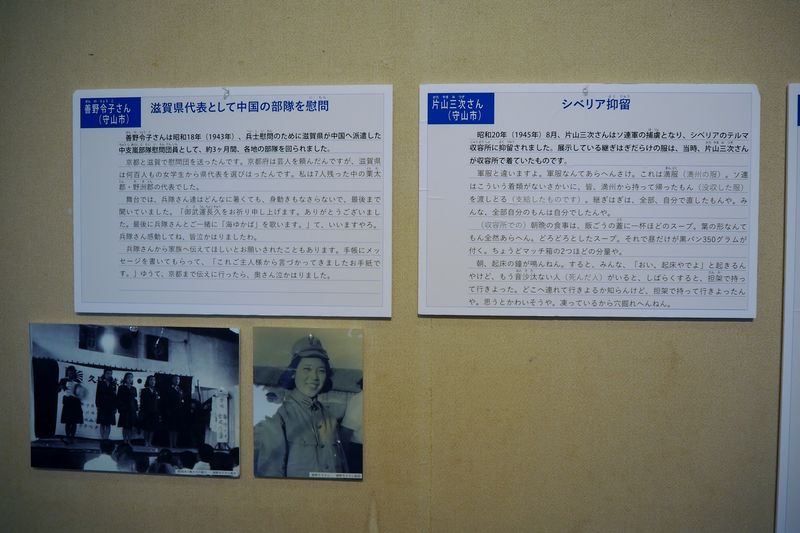 善野令子さん
（守山市）
滋賀県代表として中国の部隊を慰問
善野令子さんは昭和18年（1943年）、兵士慰問のために滋賀県が中国へ派遣した
中支嵐部隊慰問団員として、約3ヶ月間、各地の部隊を回られました。
京都と滋賀で慰問団を送ったんです。京都府は芸人を頼んだんですが、滋賀県
は何百人もの女学生から県代表を選びはったんです。私は7人残った中の栗太
郡・野洲郡の代表でした。
舞台では、兵隊さん達はどんなに暑くても、身動きもなさらないで、最後まで
聞いていました。「御武運長久をお祈り申し上げます。ありがとうございまし
た。最後に兵隊さんとご一緒に「海ゆかば」を歌います。」て、いいますやろ。
兵隊さん感動してね、皆泣かはりましたわ。
兵隊さんから家族へ伝えてほしいとお願いされたこともあります。手帳にメッ
セージを書いてもらって、「これご主人様から言づかってきましたお手紙で
す。」ゆうて、京都まで伝えに行ったら、奥さん泣かはりました。
片山三次さん
（守山市）
シベリア抑留
昭和20年（1945年）8月、片山三次さんはソ連軍の捕虜となり、シベリアのテルマ
収容所に抑留されました。展示している継ぎはぎだらけの服は、当時、片山三次さん
が収容所で着ていたものです。
軍服と違いますよ。軍服なんてあらへんさけ。これは満服（満州の服）。ソ連
はこういう着類がないさかいに、皆、満州から持って帰ったもん（没収した服）
を渡しとる（支給したものです）。継ぎはぎは、全部、自分で直したもんや。み
んな、全部自分のもんは自分でしたんや。
（収容所での）朝晩の食事は、飯ごうの蓋に一杯ほどのスープ。葉の形なんて
もん全然あらへん。どろどろとしたスープ。それで昼だけが黒パン350グラムが
付く。ちょうどマッチ箱の2つほどの分量や。
朝、起床の鐘が鳴んねん。すると、みんな、「おい、起床やでよ」と起きるん
やけど、もう音沙汰ない人（死んだ人）がいると、しばらくすると、担架で持っ
て行きよった。どこへ連れて行きよるか知らんけど、担架で持って行きよったん
や。思うとかわいそうや。凍っているから穴掘れへんねん。